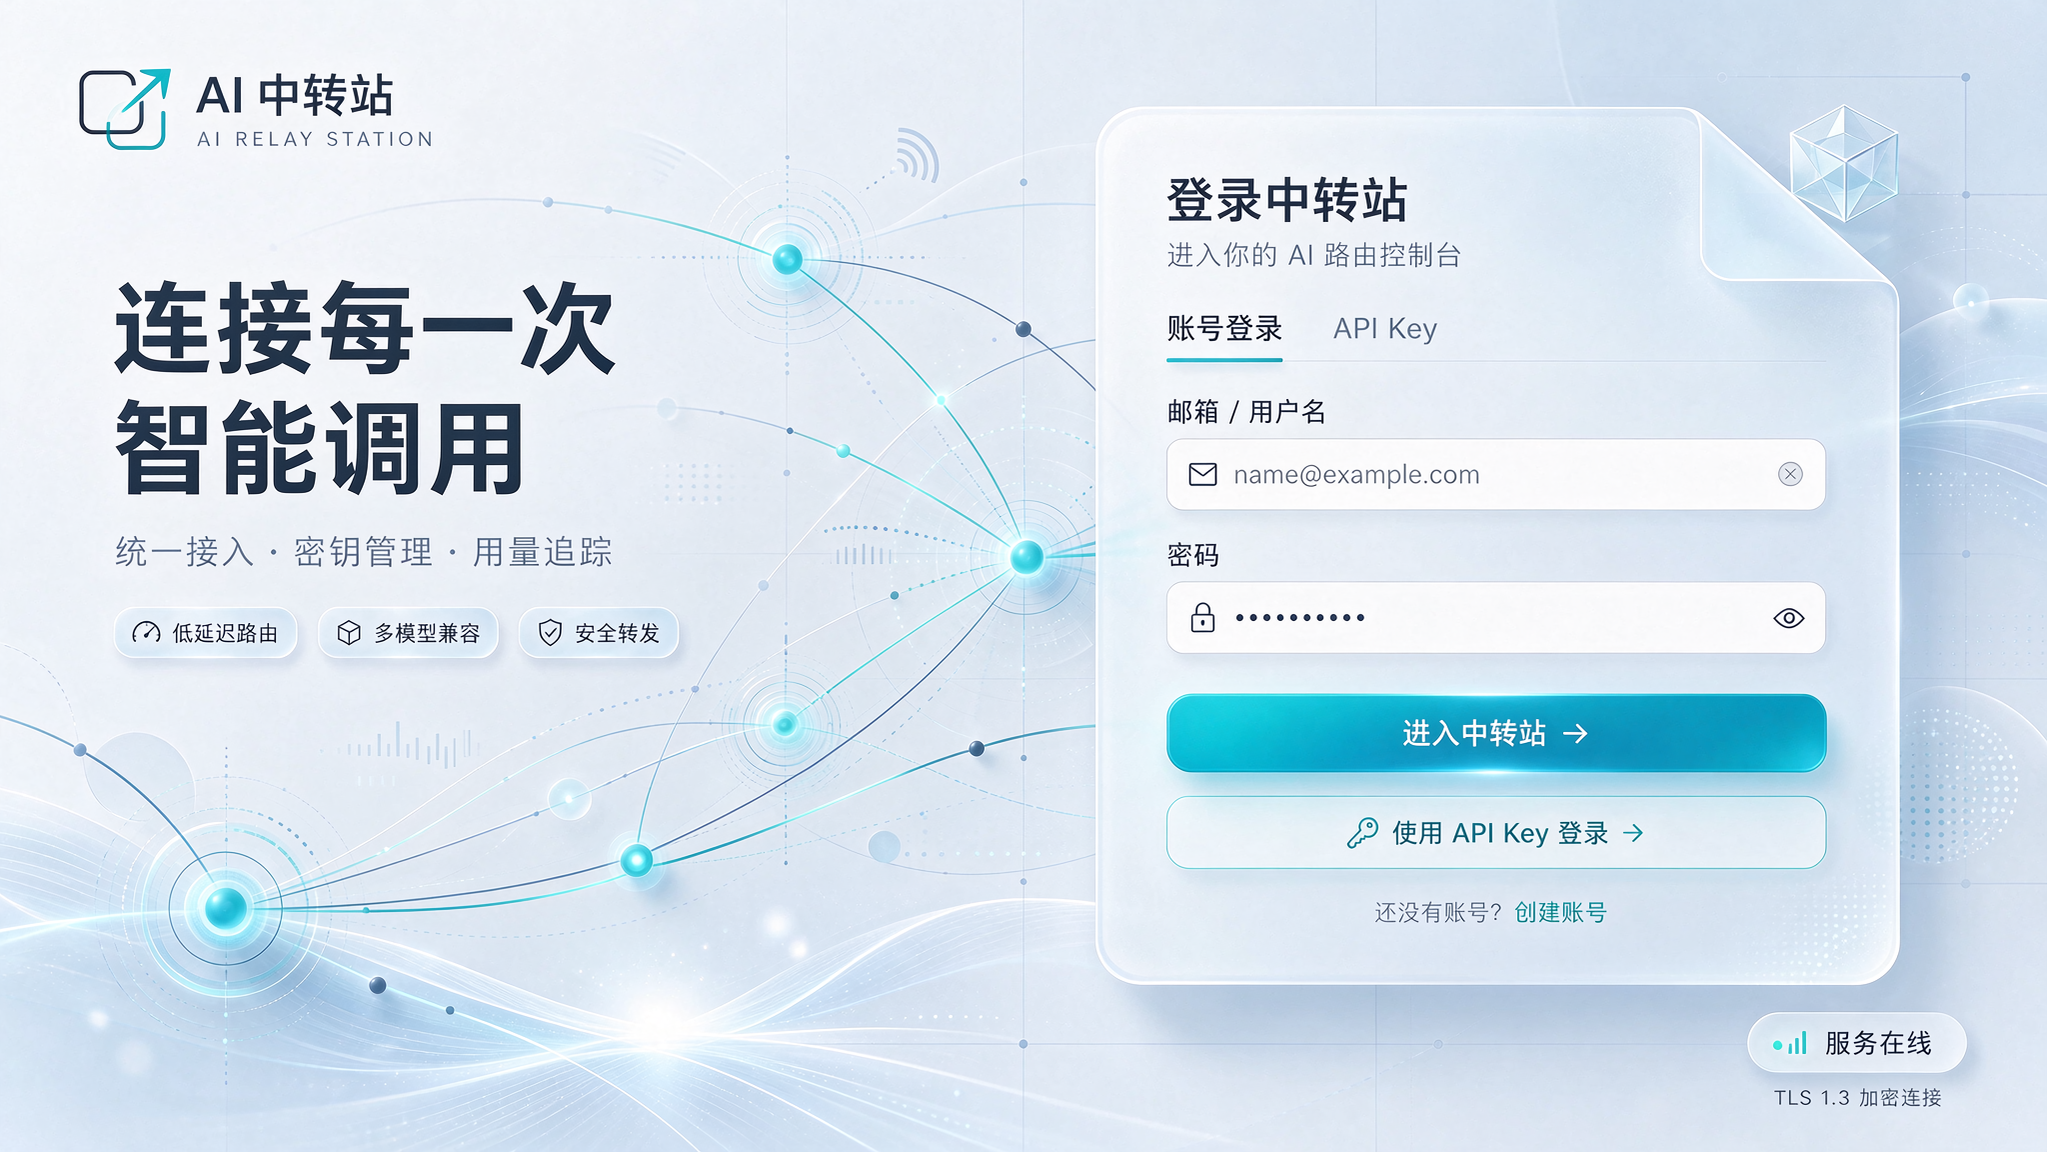 AI 中转站
AI RELAY STATION
连接每一次
智能调用
统一接入 · 密钥管理 · 用量追踪
低延迟路由
多模型兼容
安全转发
登录中转站
进入你的 AI 路由控制台
账号登录
API Key
邮箱 / 用户名
name@example.com
密码
••••••••••
进入中转站 →
使用 API Key 登录 →
还没有账号? 创建账号
服务在线
TLS 1.3 加密连接